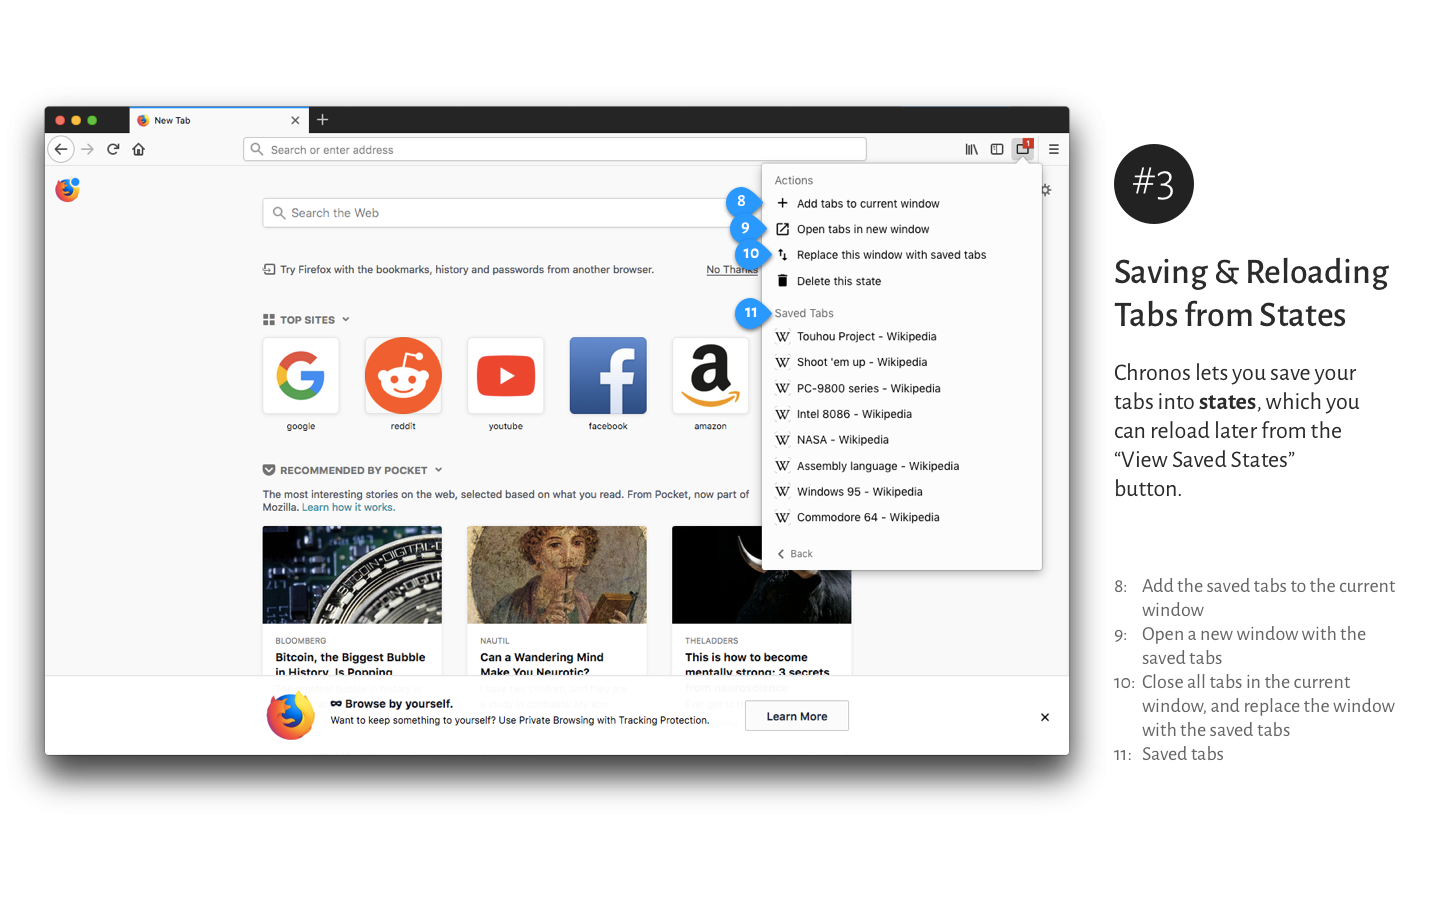 New Tab
Search or enter address
1
Search the Web
Try Firefox with the bookmarks, history and passwords from another browser.
No Thanks
TOP SITES
google
reddit
youtube
facebook
amazon
RECOMMENDED BY POCKET
The most interesting stories on the web, selected based on what you read. From Pocket, now part of
Mozilla. Learn how it works.
BLOOMBERG
Bitcoin, the Biggest Bubble
in History, Is Popping
NAUTIL
Can a Wandering Mind
Make You Neurotic?
THELADDERS
This is how to become
mentally strong: 3 secrets
Browse by yourself.
Want to keep something to yourself? Use Private Browsing with Tracking Protection.
Learn More
Actions
8
Add tabs to current window
9
Open tabs in new window
10
Replace this window with saved tabs
Delete this state
11
Saved Tabs
Touhou Project - Wikipedia
Shoot 'em up - Wikipedia
PC-9800 series - Wikipedia
Intel 8086 - Wikipedia
NASA - Wikipedia
Assembly language - Wikipedia
Windows 95 - Wikipedia
Commodore 64 - Wikipedia
Back
#3
Saving & Reloading
Tabs from States
Chronos lets you save your
tabs into states, which you
can reload later from the
“View Saved States”
button.
8: Add the saved tabs to the current
window
9: Open a new window with the
saved tabs
10: Close all tabs in the current
window, and replace the window
with the saved tabs
11: Saved tabs